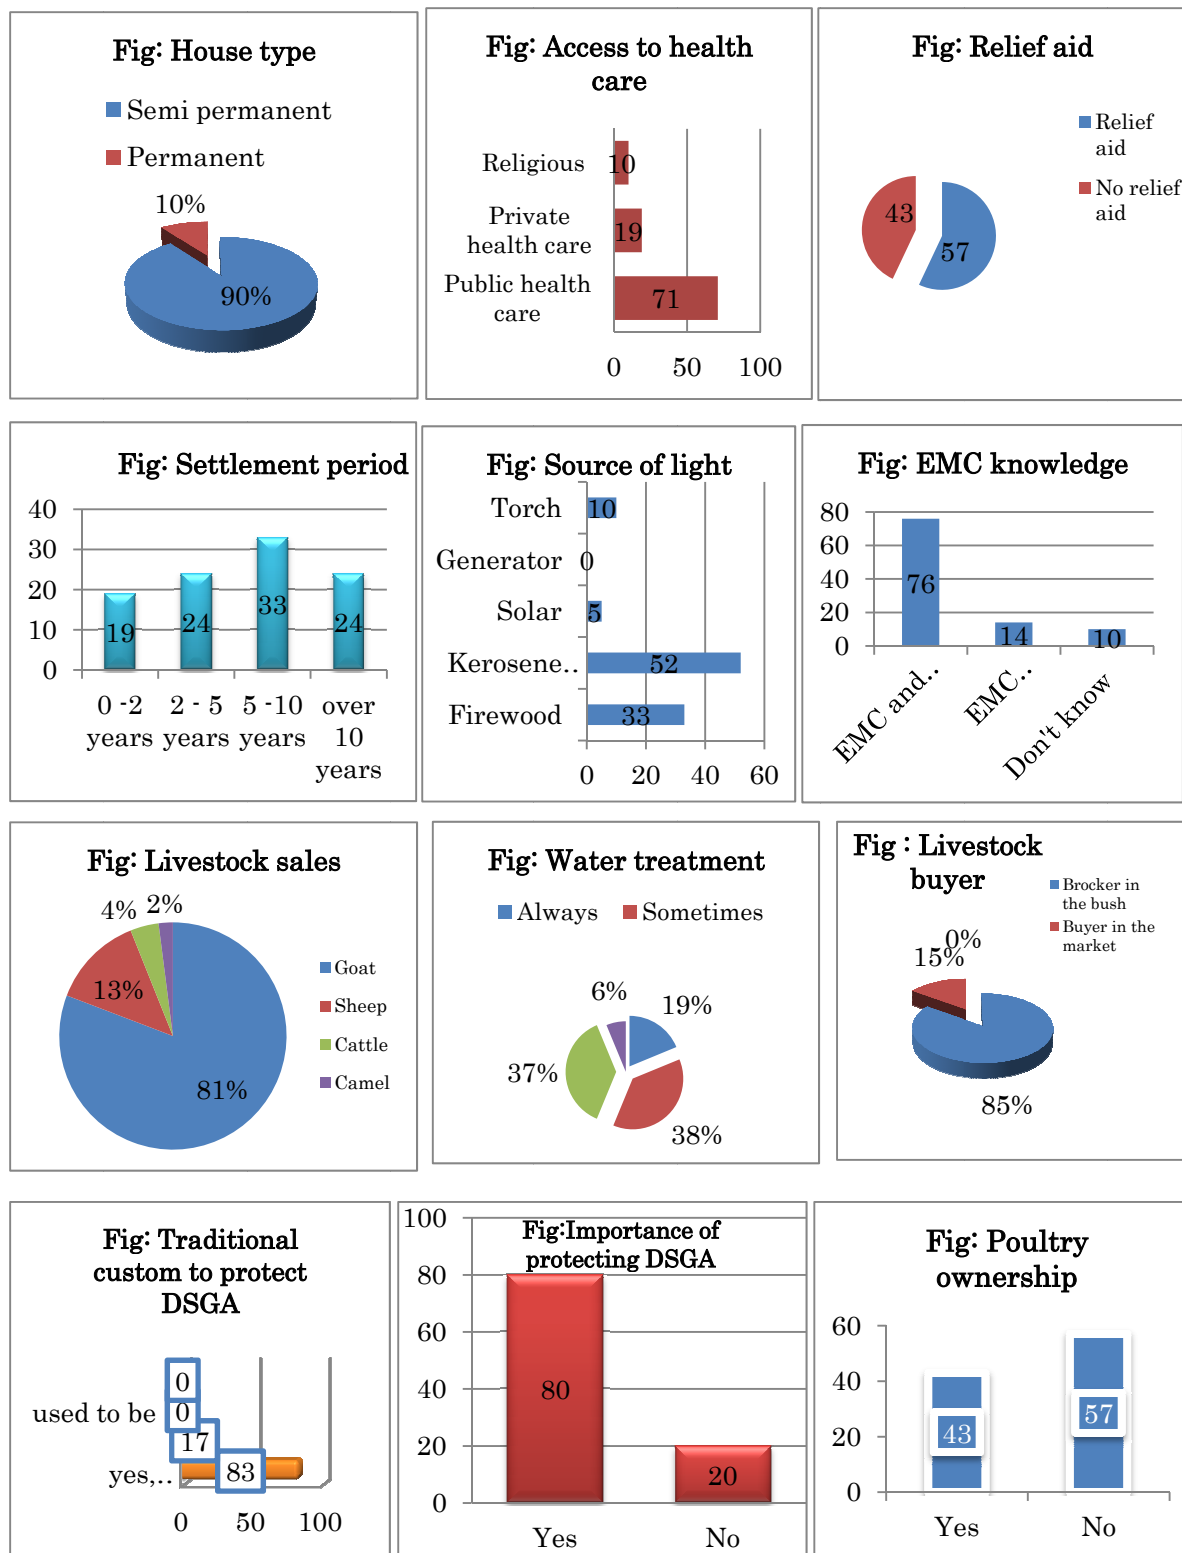 Fig: House type
Semi permanent
Permanent
10%
90%
Fig: Access to health
care
Religious
10
Private
health care
19
Public health
care
71
0 50 100
Fig: Relief aid
Relief
aid
No relief
aid
43
57
Fig: Settlement period
40
30
20
10
0
19
24
33
24
0 -2
years
2 - 5
years
5 -10
years
over
10
years
Fig: Source of light
Torch
10
Generator
0
Solar
5
Kerosene..
52
Firewood
33
0 20 40 60
Fig: EMC knowledge
80
60
40
20
0
76
14
10
EMC and..
EMC..
Don't know
Fig: Livestock sales
4%
2%
13%
81%
Goat
Sheep
Cattle
Camel
Fig: Water treatment
Always
Sometimes
6%
19%
37%
38%
Fig : Livestock
buyer
Brocker in
the bush
Buyer in the
market
0%
15%
85%
Fig: Traditional
custom to protect
DSGA
0
used to be
0
17
yes,..
83
0 50 100
Fig:Importance of
protecting DSGA
100
80
60
40
20
0
80
20
Yes
No
Fig: Poultry
ownership
60
40
20
0
43
57
Yes
No